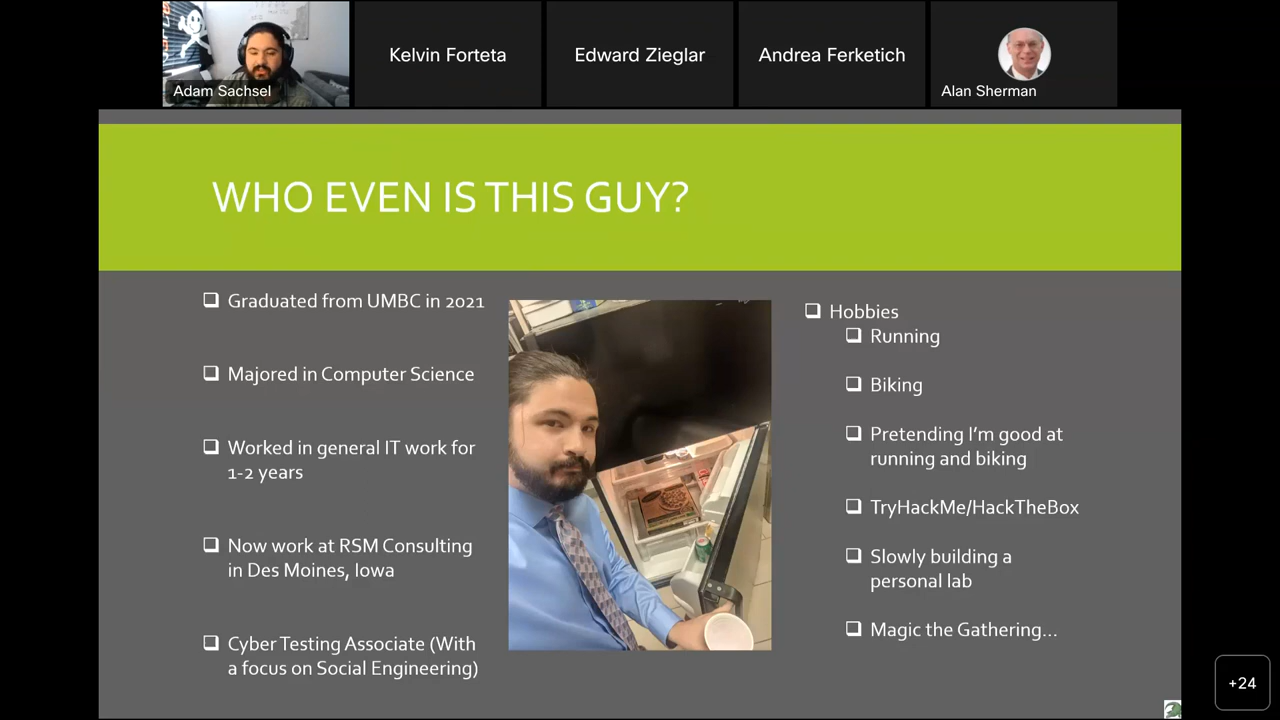 Adam Sachsel
Kelvin Forteta
Edward Zieglar
Andrea Ferketich
Alan Sherman
WHO EVEN IS THIS GUY?
Graduated from UMBC in 2021
Majored in Computer Science
Worked in general IT work for
1-2 years
Now work at RSM Consulting
in Des Moines, Iowa
Cyber Testing Associate (With
a focus on Social Engineering)
Hobbies
Running
Biking
Pretending I'm good at
running and biking
TryHackMe/HackTheBox
Slowly building a
personal lab
Magic the Gathering...
+24